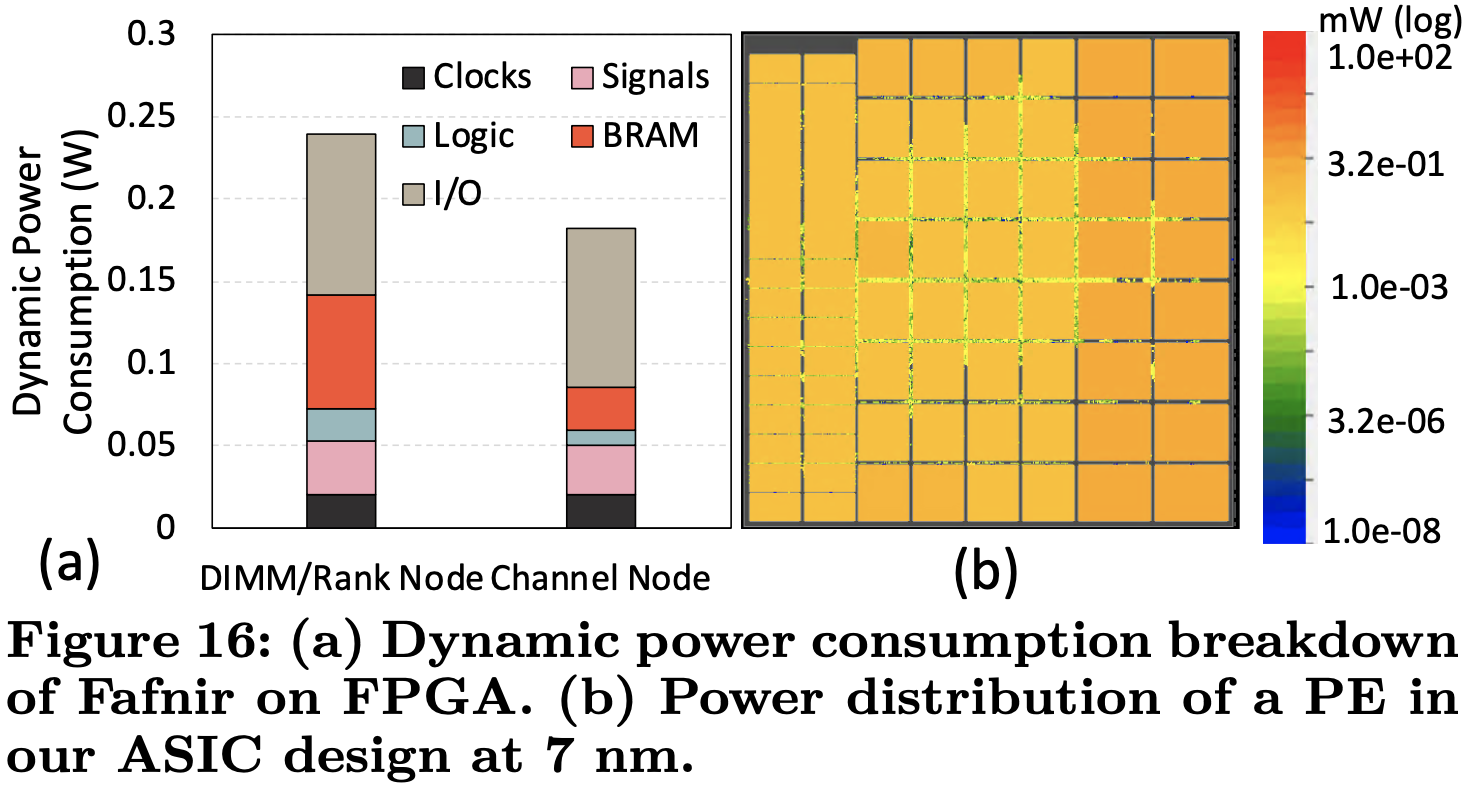 0.3
0.25
0.2
0.15
0.1
0.05
0
Dynamic Power
Consumption (W)
Clocks
Signals
Logic
BRAM
I/O
DIMM/Rank Node
Channel Node
(a)
(b)
mW (log)
1.0e+02
3.2e-01
1.0e-03
3.2e-06
1.0e-08
Figure 16: (a) Dynamic power consumption breakdown
of Fafnir on FPGA. (b) Power distribution of a PE in
our ASIC design at 7 nm.